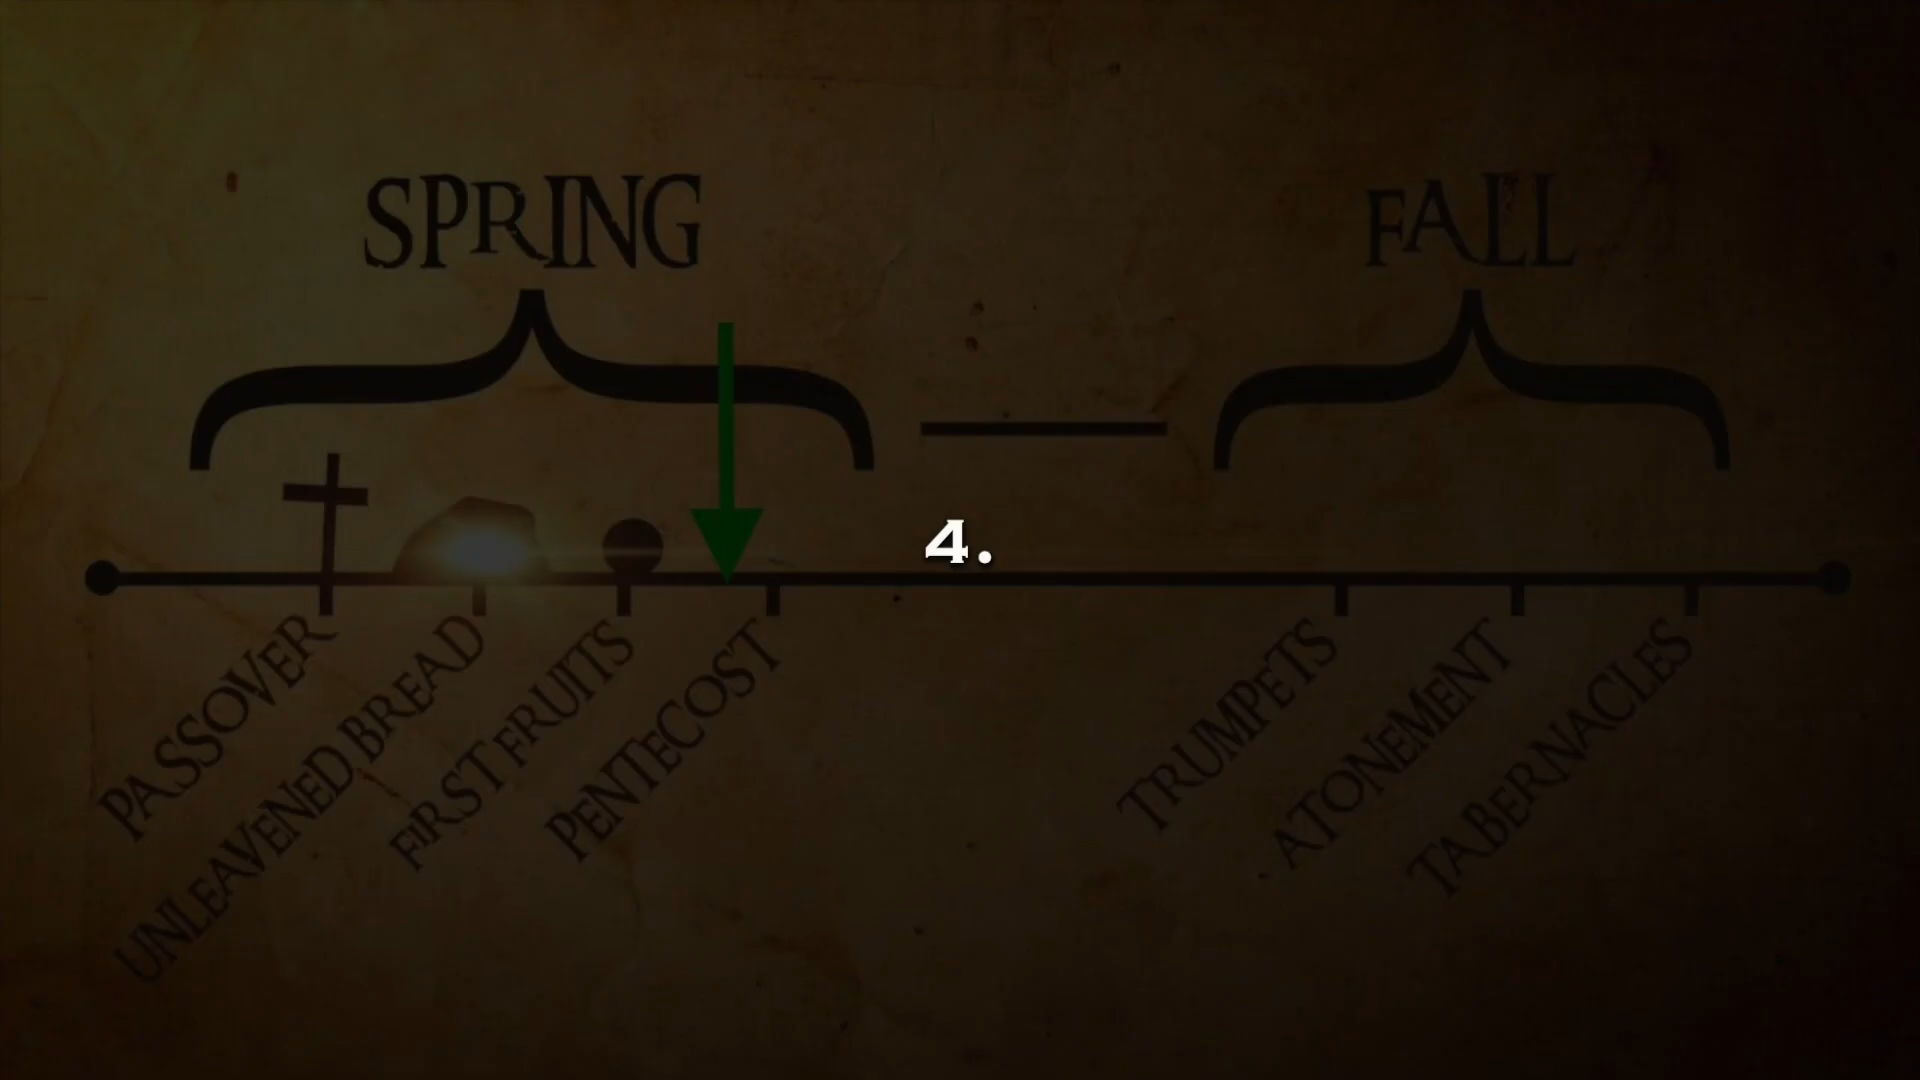 SPRING
FALL
4.
PASSOVER
UNLEAVENED BREAD
FIRST FRUITS
PENTECOST
TRUMPETS
ATONEMENT
TABERNACLES